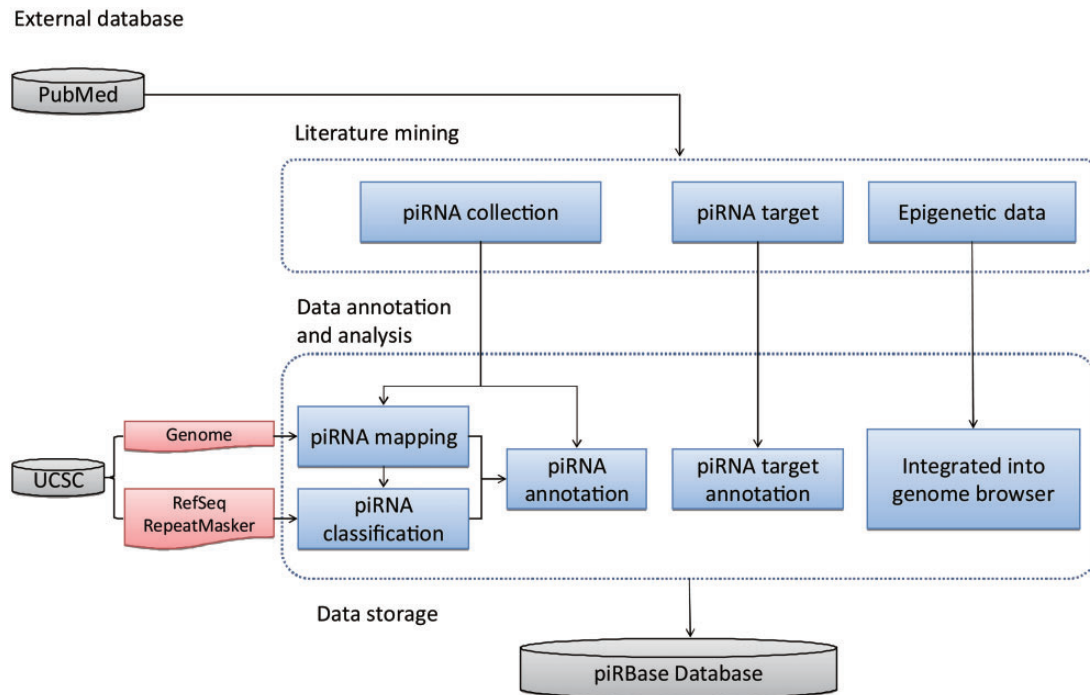 External database
PubMed
Literature mining
piRNA collection
piRNA target
Epigenetic data
Data annotation
and analysis
Genome
piRNA mapping
UCSC
piRNA
annotation
piRNA target
annotation
Integrated into
genome browser
RefSeq
RepeatMasker
piRNA
classification
Data storage
piRBase Database